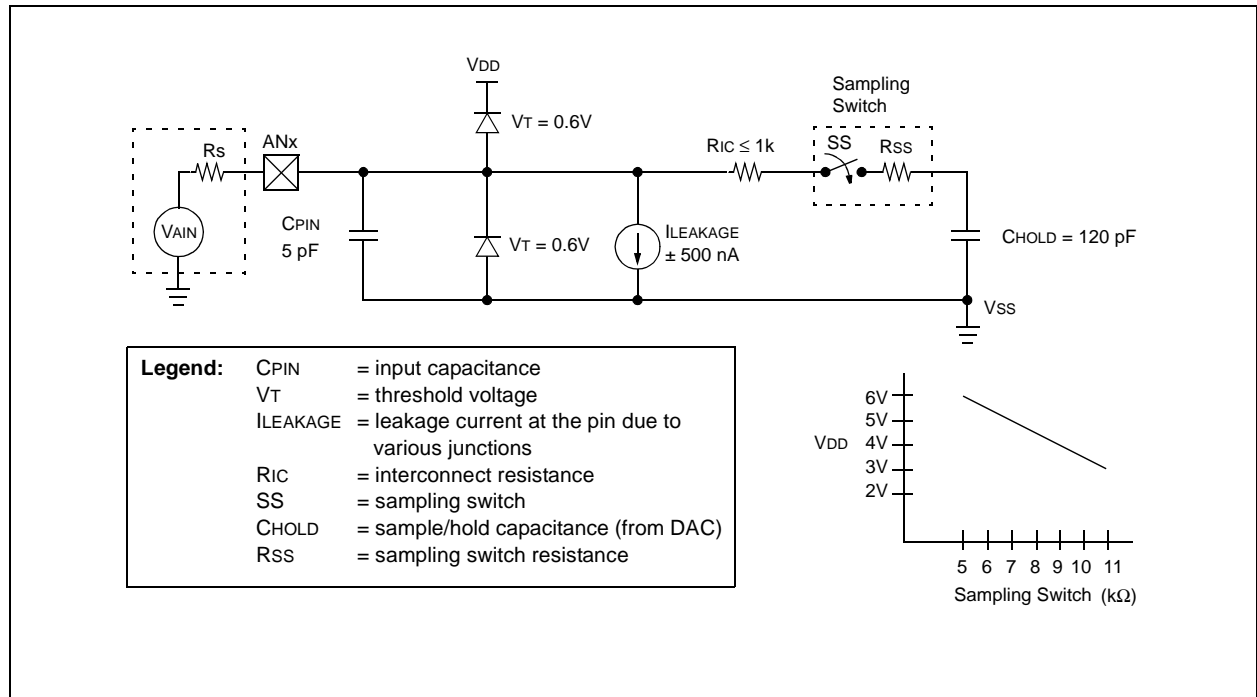 VDD
Sampling
Switch
VT = 0.6V
ANx
RIC ≤ 1k
SS
RSS
Rs
CPIN
5 pF
VAIN
VT = 0.6V
ILEAKAGE
± 500 nA
CHOLD = 120 pF
VSS
Legend: CPIN = input capacitance
VT = threshold voltage
ILEAKAGE = leakage current at the pin due to
various junctions
RIC = interconnect resistance
SS = sampling switch
CHOLD = sample/hold capacitance (from DAC)
RSS = sampling switch resistance
6V
5V
VDD 4V
3V
2V
5 6 7 8 9 10 11
Sampling Switch (kΩ)